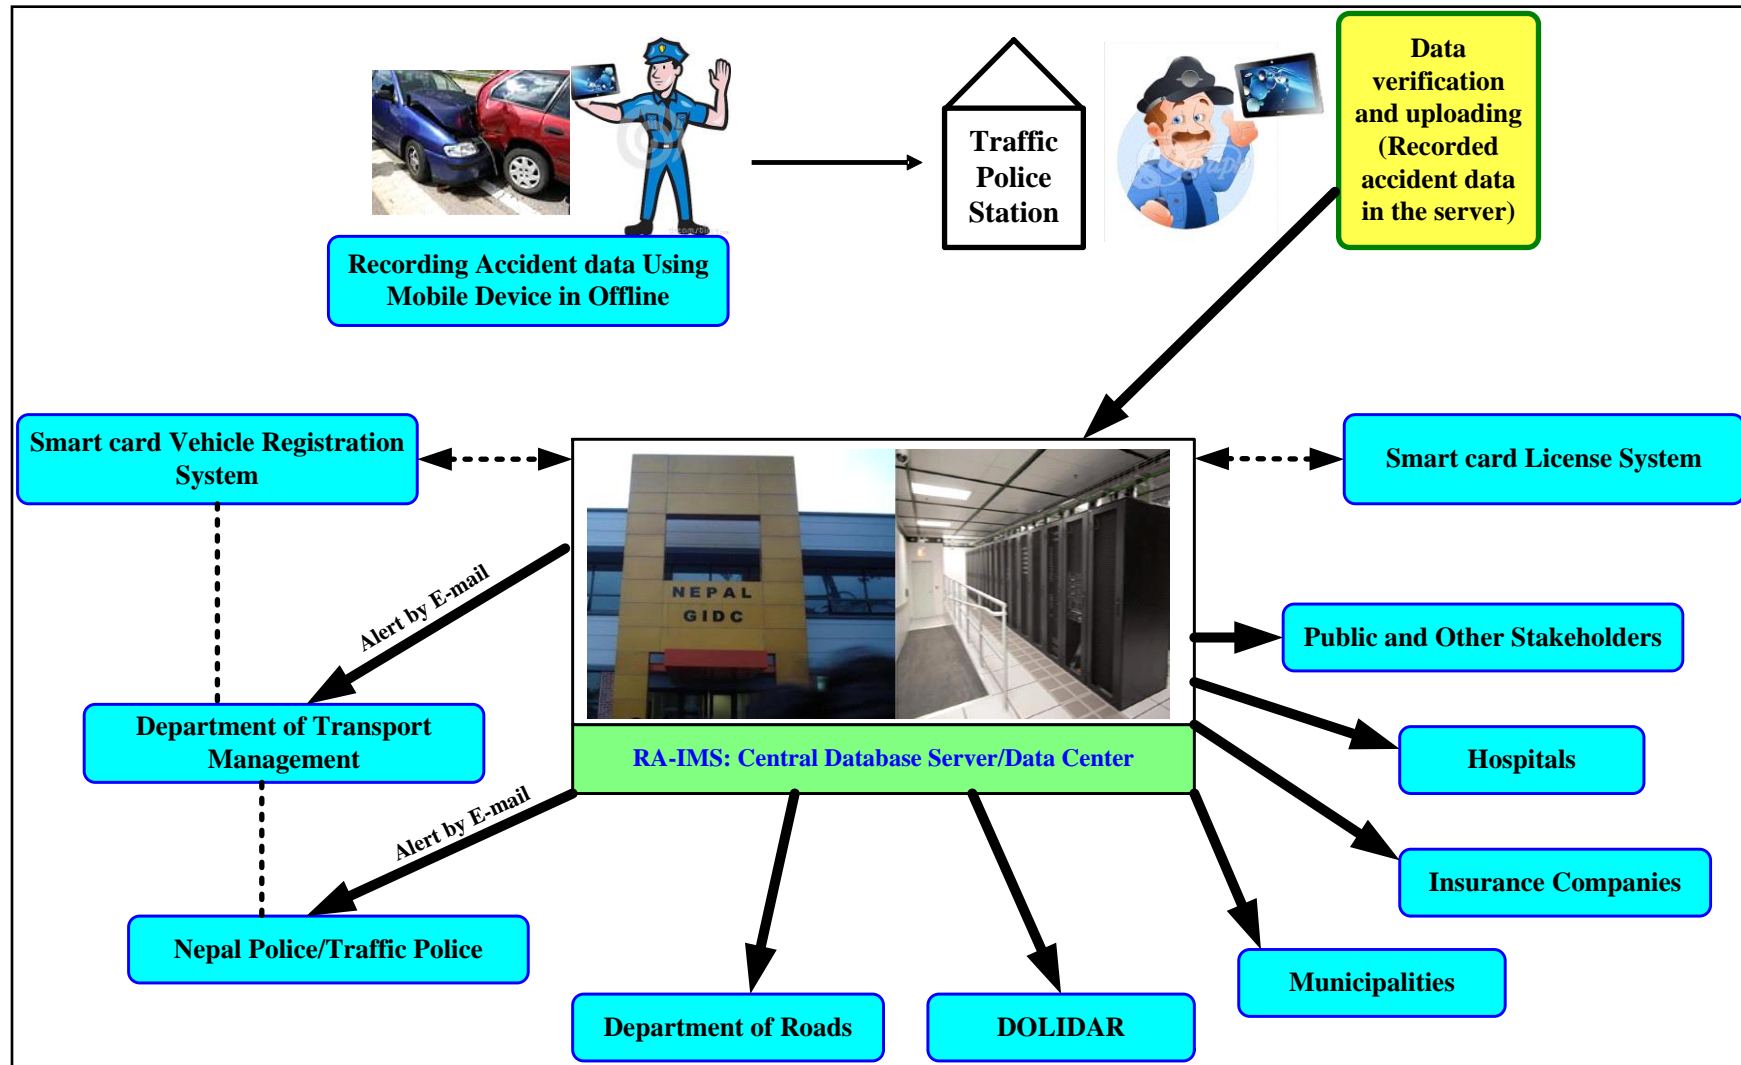 Data
verification
and uploading
(Recorded
accident data
in the server)
Traffic
Police
Station
Recording Accident data Using
Mobile Device in Offline
Smart card Vehicle Registration
System
Smart card License System
NEPAL
GIDC
Alert by E-mail
Public and Other Stakeholders
Department of Transport
Management
RA-IMS: Central Database Server/Data Center
Hospitals
Alert by E-mail
Insurance Companies
Nepal Police/Traffic Police
Municipalities
Department of Roads
DOLIDAR